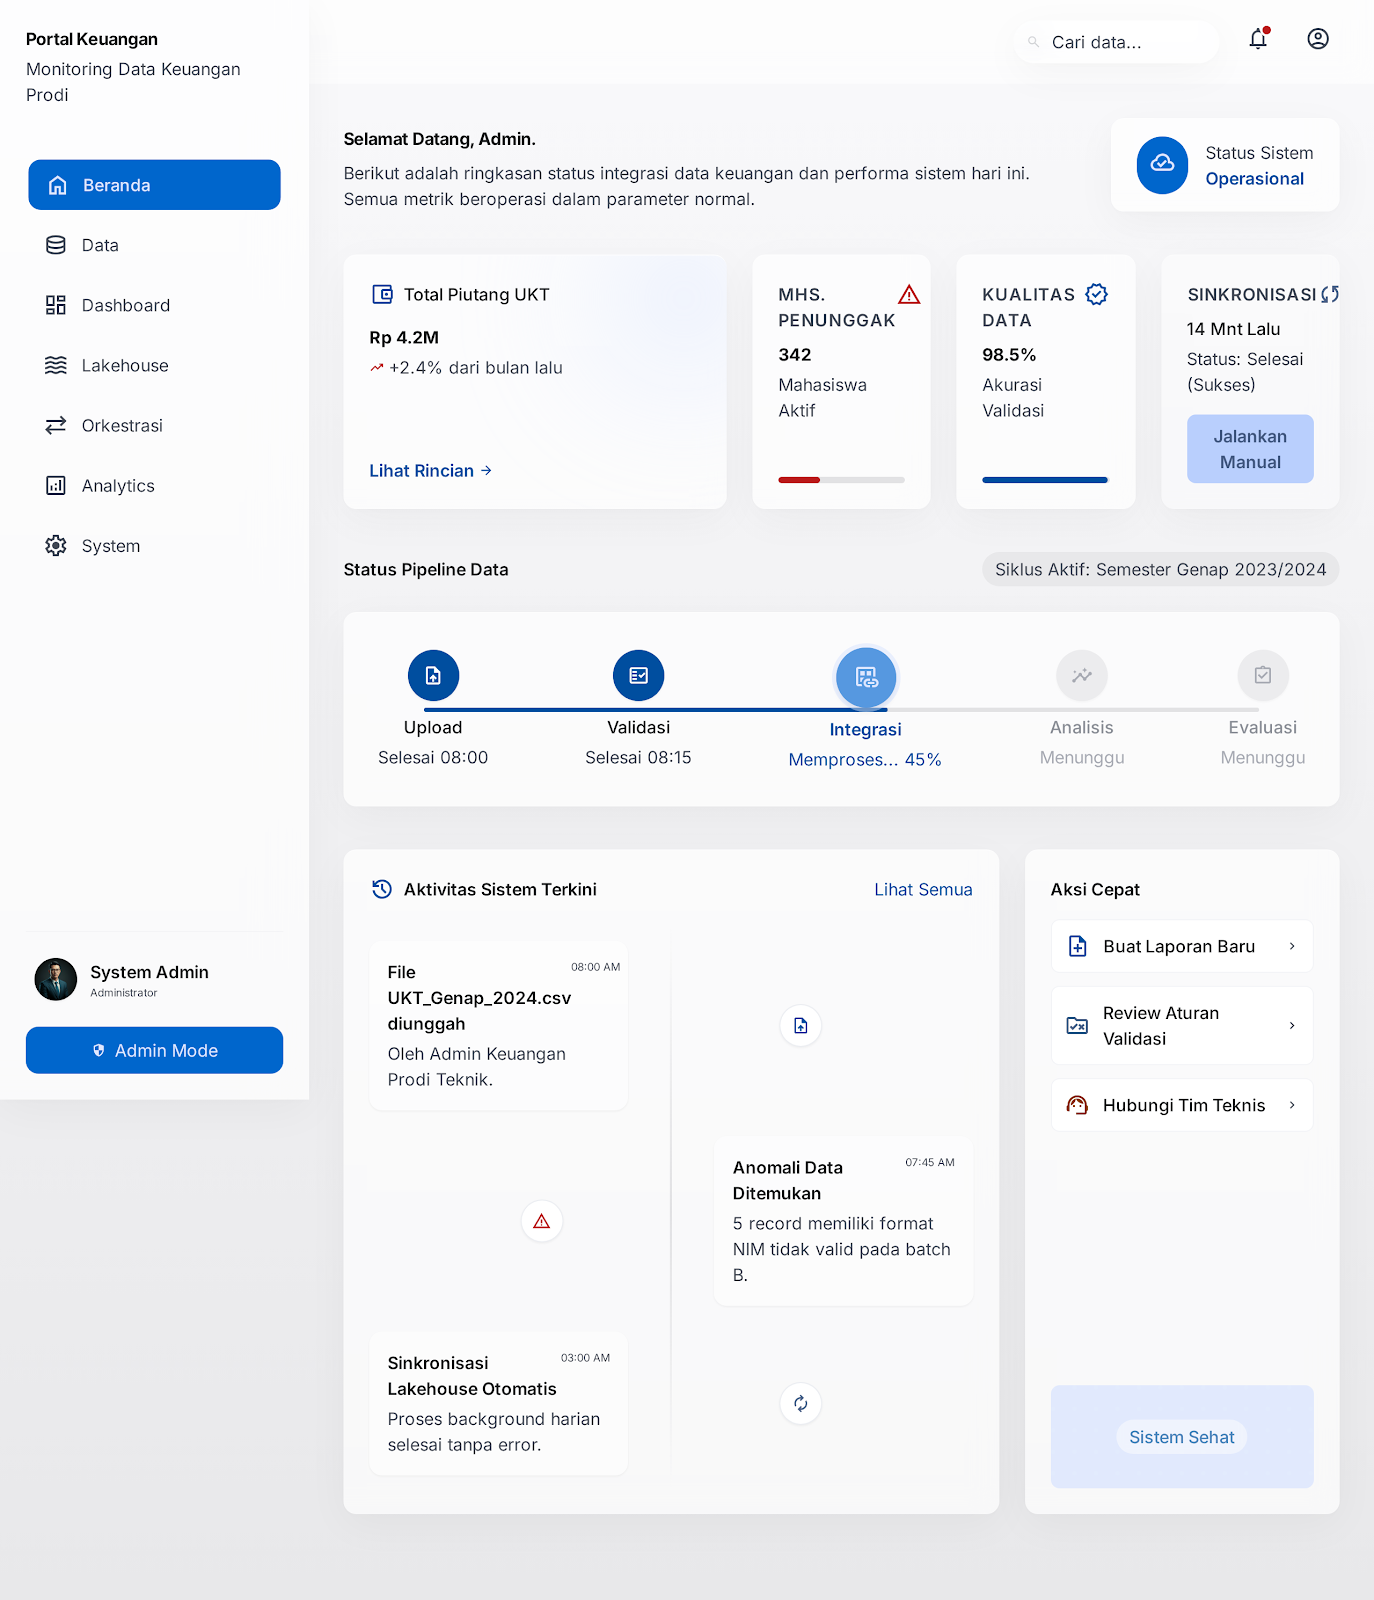 Portal Keuangan
Monitoring Data Keuangan
Prodi
Beranda
Data
Dashboard
Lakehouse
Orkestrasi
Analytics
System
System Admin
Administrator
Admin Mode
Cari data...
Selamat Datang, Admin.
Berikut adalah ringkasan status integrasi data keuangan dan performa sistem hari ini.
Semua metrik beroperasi dalam parameter normal.
Status Sistem
Operasional
Total Piutang UKT
Rp 4.2M
+2.4% dari bulan lalu
Lihat Rincian
MHS.
PENUNGGAK
342
Mahasiswa
Aktif
KUALITAS
DATA
98.5%
Akurasi
Validasi
SINKRONISASI
14 Mnt Lalu
Status: Selesai
(Sukses)
Jalankan
Manual
Status Pipeline Data
Siklus Aktif: Semester Genap 2023/2024
Upload
Selesai 08:00
Validasi
Selesai 08:15
Integrasi
Memproses... 45%
Analisis
Menunggu
Evaluasi
Menunggu
Aktivitas Sistem Terkini
Lihat Semua
File
UKT_Genap_2024.csv
diunggah
08:00 AM
Oleh Admin Keuangan
Prodi Teknik.
Anomali Data
Ditemukan
07:45 AM
5 record memiliki format
NIM tidak valid pada batch
B.
Sinkronisasi
Lakehouse Otomatis
03:00 AM
Proses background harian
selesai tanpa error.
Aksi Cepat
Buat Laporan Baru
Review Aturan
Validasi
Hubungi Tim Teknis
Sistem Sehat